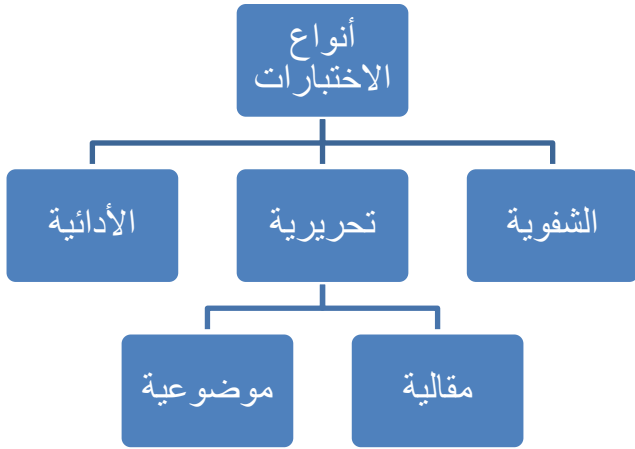 أنواع
الاختبارات
الشفوية
تحريرية
الأدائية
مقالية
موضوعية